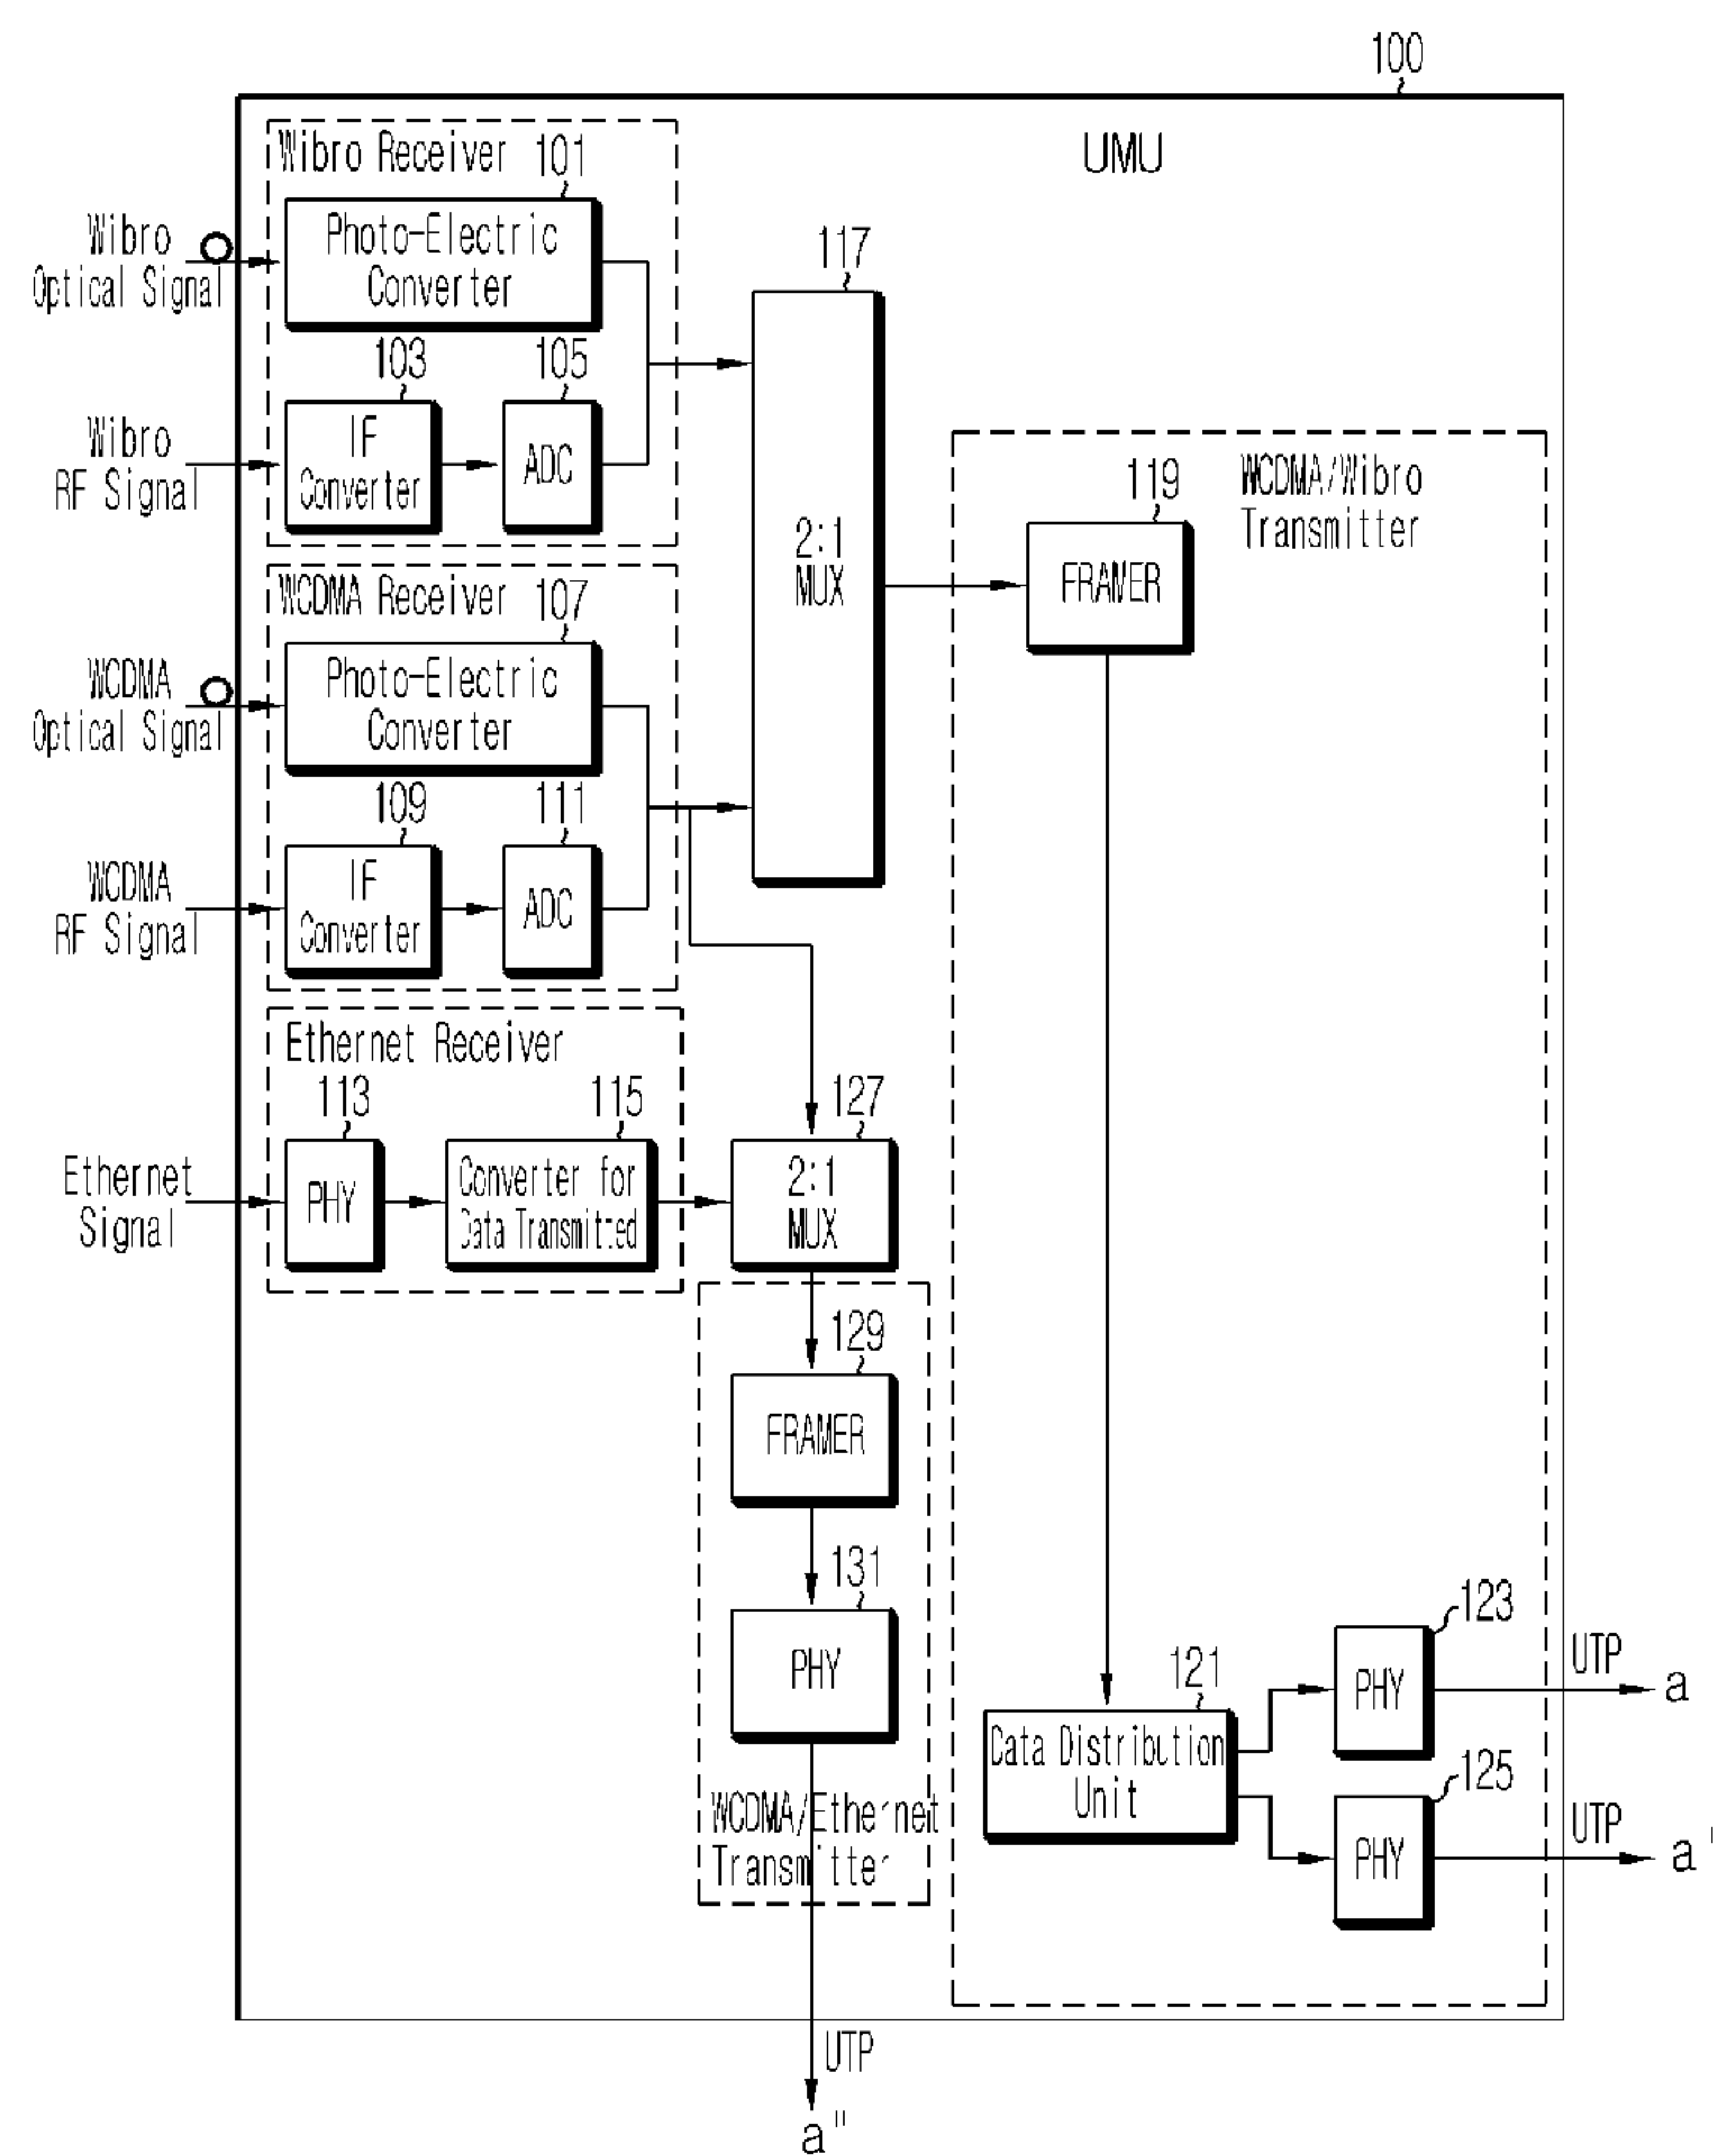 100
UMU
Wibro Receiver
101
Wibro
Optical Signal
Photo-Electric
Converter
117
103
105
Wibro
RF Signal
IF
Converter
ADC
2:1
MUX
WCDMA/Wibro
Transmitter
119
FRAMER
WCDMA Receiver
107
WCDMA
Optical Signal
Photo-Electric
Converter
109
111
WCDMA
RF Signal
IF
Converter
ADC
Ethernet Receiver
113
115
127
Ethernet
Signal
PHY
Converter for
Data Transmitted
2:1
MUX
129
FRAMER
131
PHY
WCDMA/Ethernet
Transmitter
121
Data Distribution
Unit
123
PHY
UTP
a
125
PHY
UTP
a'
UTP
a"